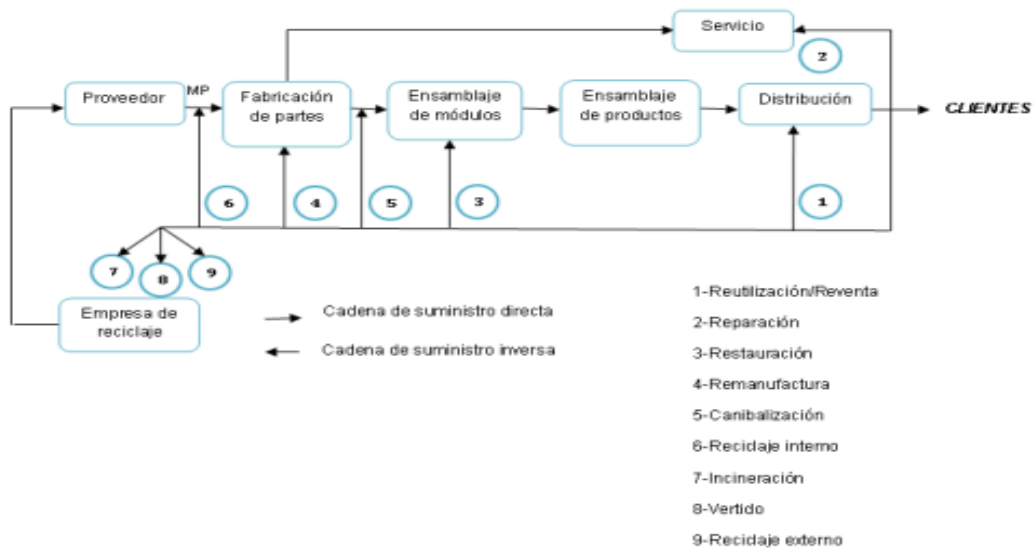 Servicio
2
Proveedor
MP
Fabricación
de partes
Ensamblaje
de módulos
Ensamblaje
de productos
Distribución
CLIENTES
6
4
5
3
1
7
8
9
Empresa de
reciclaje
Cadena de suministro directa
Cadena de suministro inversa
1-Reutilización/Reventa
2-Reparación
3-Restauración
4-Remanufactura
5-Canibalización
6-Reciclaje interno
7-Incineración
8-Vertido
9-Reciclaje externo